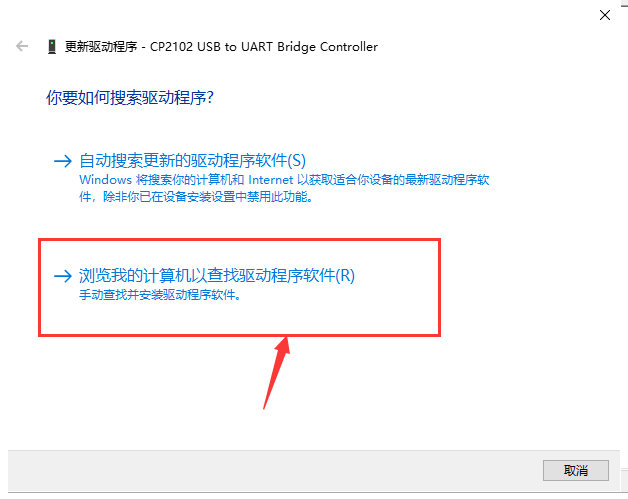 更新驱动程序 - CP2102 USB to UART Bridge Controller
你要如何搜索驱动程序?
自动搜索更新的驱动程序软件(S)
Windows 将搜索你的计算机和 Internet 以获取适合你设备的最新驱动程序软
件，除非你已在设备安装设置中禁用此功能。
浏览我的计算机以查找驱动程序软件(R)
手动查找并安装驱动程序软件。
取消